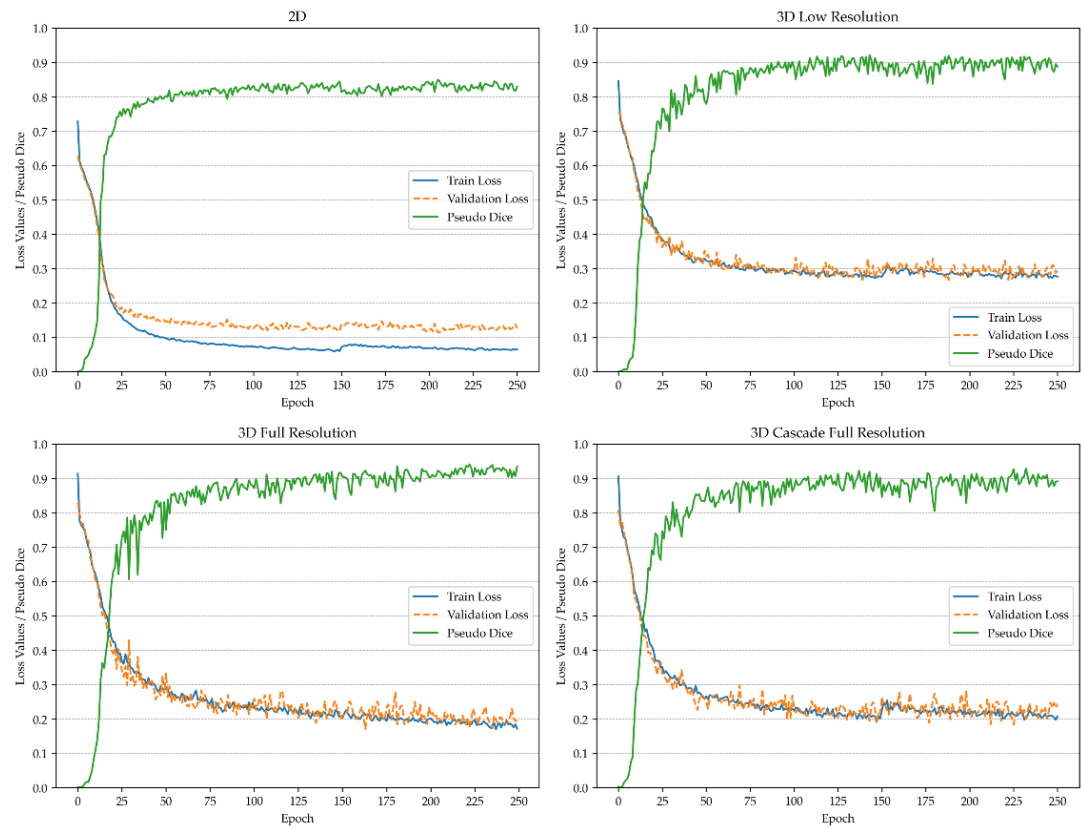 2D
1.0
0.9
0.8
0.7
0.6
0.5
0.4
0.3
0.2
0.1
0.0
Loss Values / Pseudo Dice
Train Loss
Validation Loss
Pseudo Dice
0 25 50 75 100 125 150 175 200 225 250
Epoch
3D Low Resolution
1.0
0.9
0.8
0.7
0.6
0.5
0.4
0.3
0.2
0.1
0.0
Loss Values / Pseudo Dice
Train Loss
Validation Loss
Pseudo Dice
0 25 50 75 100 125 150 175 200 225 250
Epoch
3D Full Resolution
1.0
0.9
0.8
0.7
0.6
0.5
0.4
0.3
0.2
0.1
0.0
Loss Values / Pseudo Dice
Train Loss
Validation Loss
Pseudo Dice
0 25 50 75 100 125 150 175 200 225 250
Epoch
3D Cascade Full Resolution
1.0
0.9
0.8
0.7
0.6
0.5
0.4
0.3
0.2
0.1
0.0
Loss Values / Pseudo Dice
Train Loss
Validation Loss
Pseudo Dice
0 25 50 75 100 125 150 175 200 225 250
Epoch